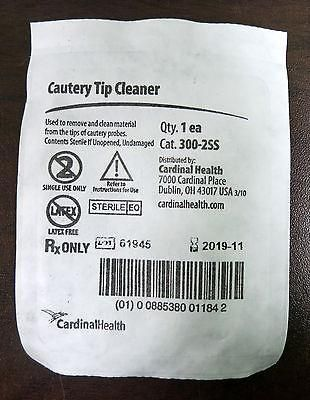 Cautery Tip Cleaner
Used to remove and clean material
from the tips of cautery probes.
Contents Sterile If Unopened, Undamaged
Qty. 1 ea
Cat. 300-2SS
Distributed by:
Cardinal Health
7000 Cardinal Place
Dublin, OH 43017 USA 3/10
cardinalhealth.com
2
SINGLE USE ONLY
Refer to
Instructions for Use
LATEX
LATEX FREE
STERILE EO
Rx ONLY
LOT 61945
2019-11
(01) 0 0885380 01184 2
CardinalHealth